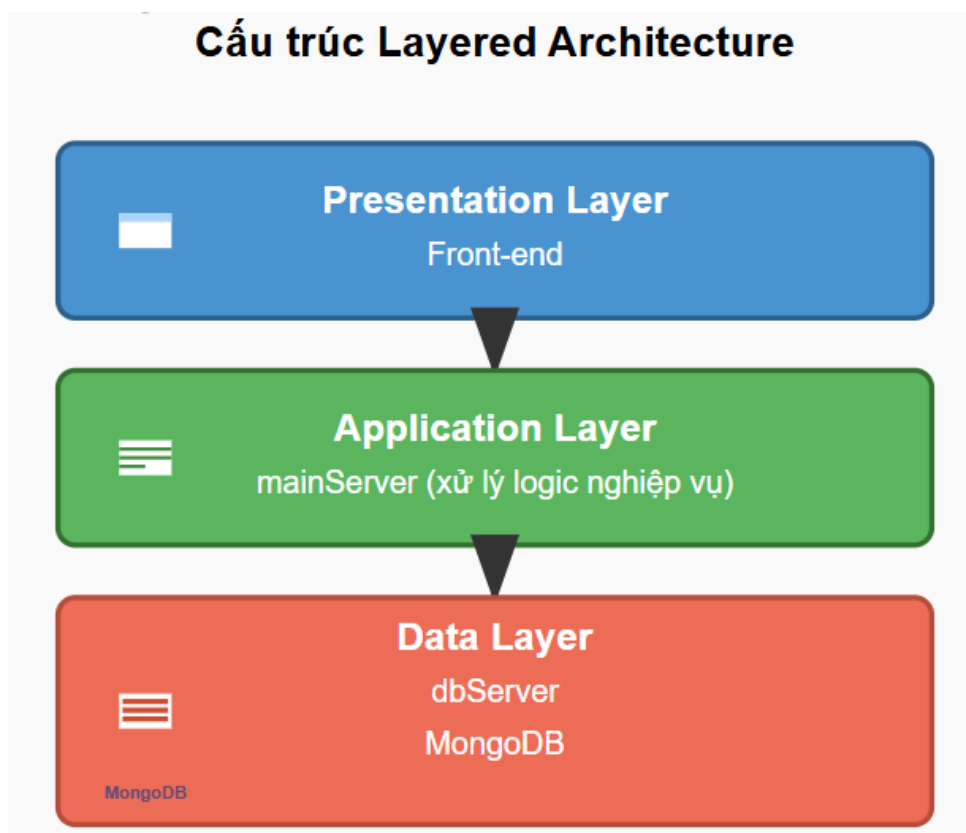 Cấu trúc Layered Architecture
Presentation Layer
Front-end
Application Layer
mainServer (xử lý logic nghiệp vụ)
Data Layer
dbServer
MongoDB
MongoDB